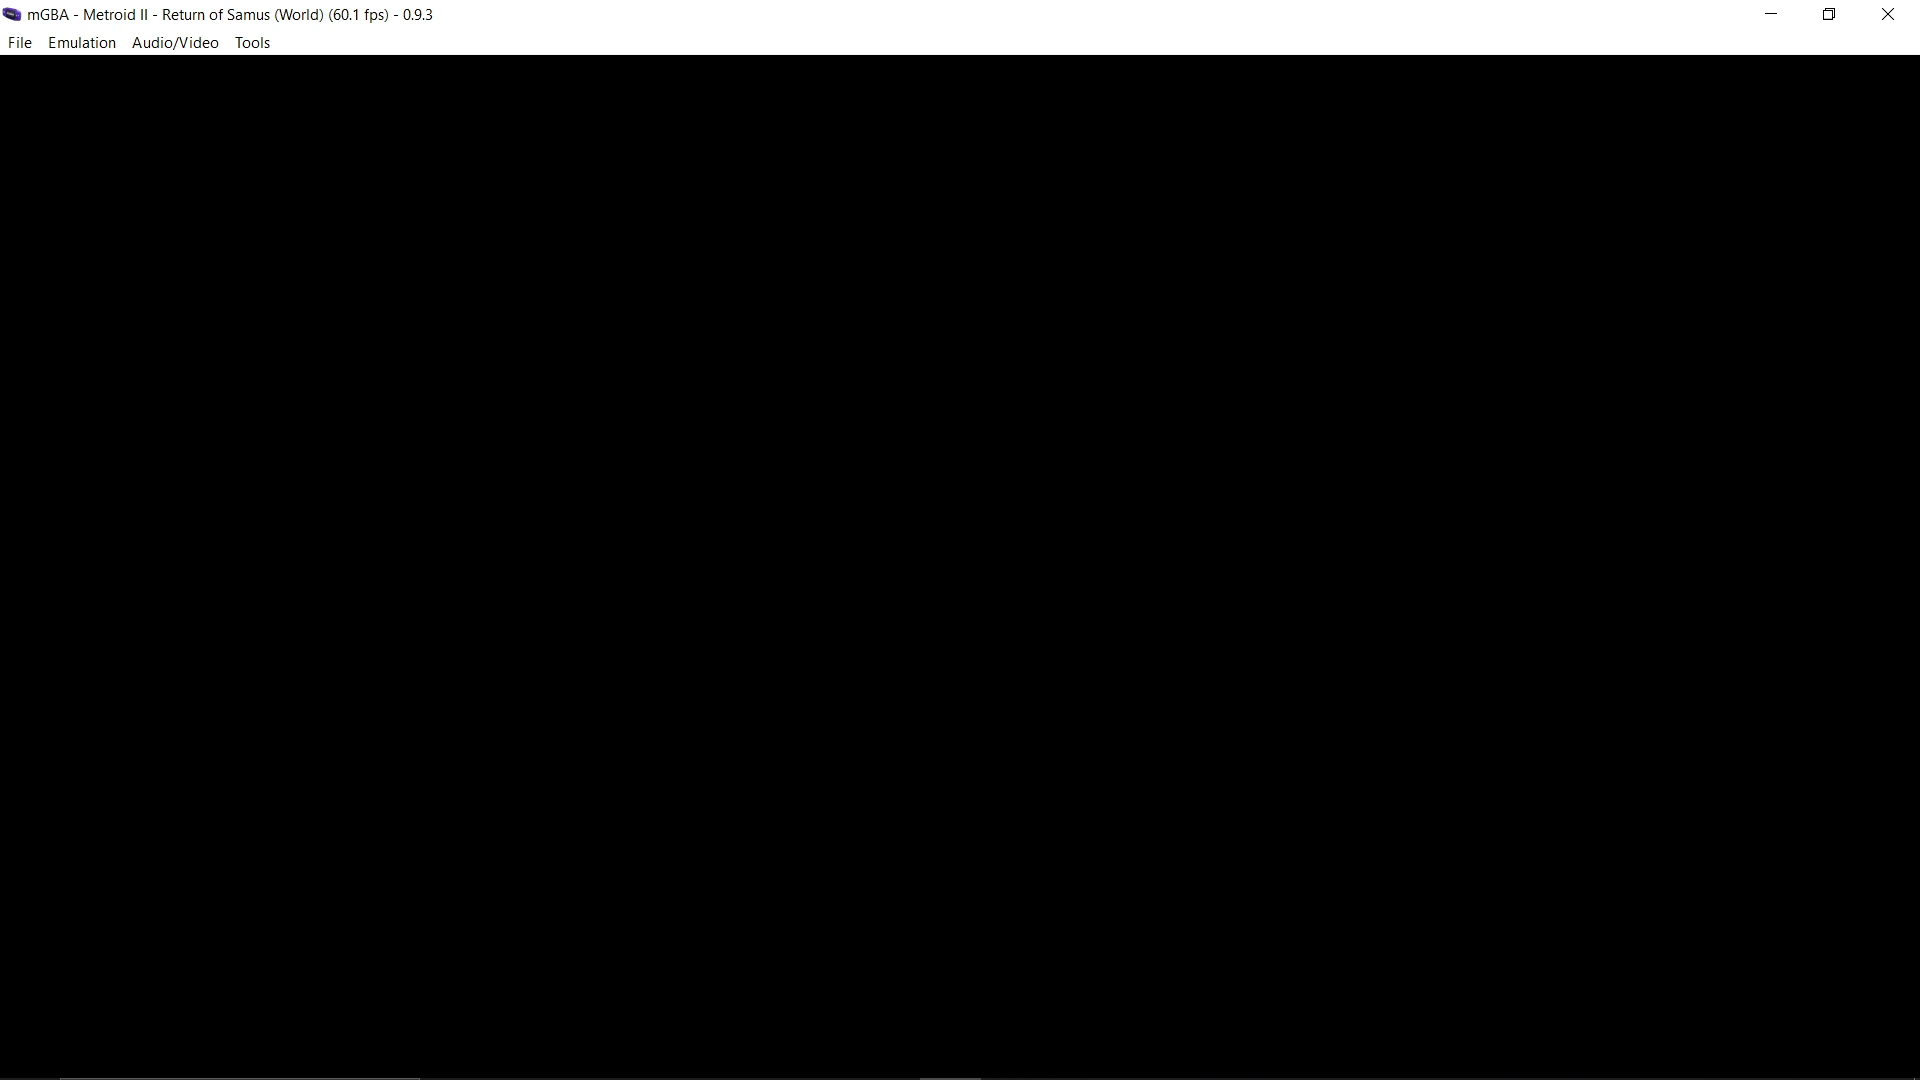 mGBA - Metroid II - Return of Samus (World) (60.1 fps) - 0.9.3
File Emulation Audio/Video Tools